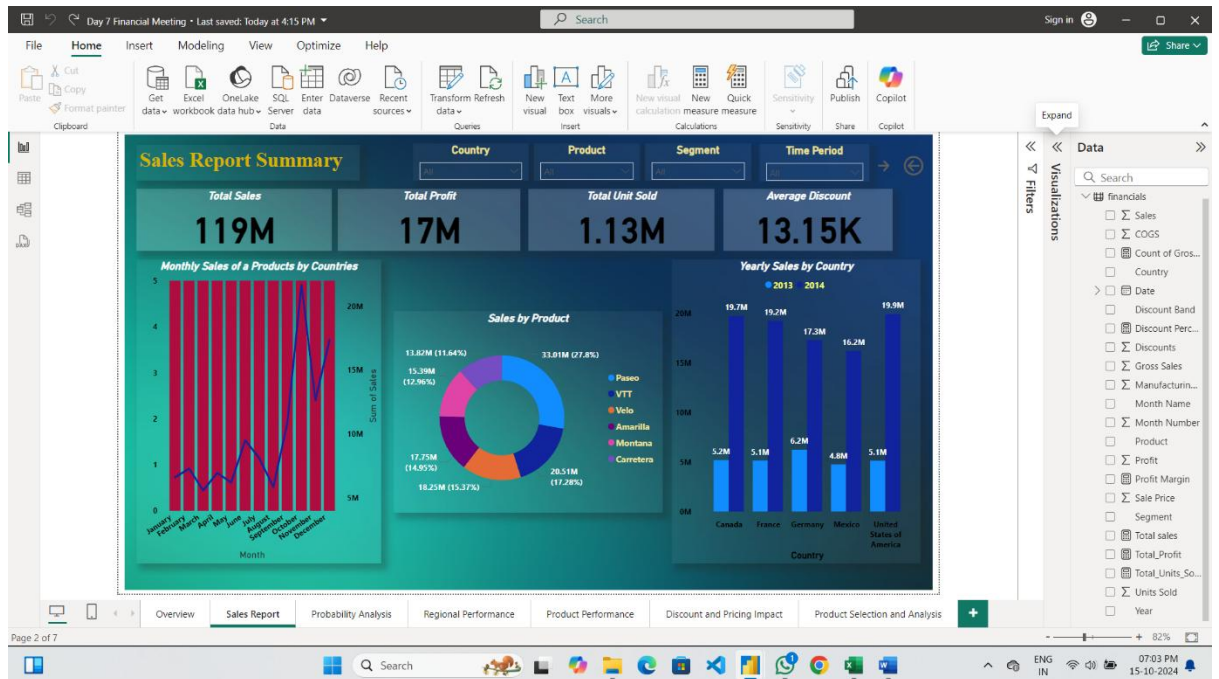 Day 7 Financial Meeting • Last saved: Today at 4:15 PM
Search
Sign in
File Home Insert Modeling View Optimize Help
Share
Paste
Cut
Copy
Format painter
Get data
Excel workbook
OneLake data hub
SQL Server
Enter data
Dataverse
Recent sources
Transform data
Refresh
New visual
Text box
More visuals
New visual calculation
New measure
Quick measure
Sensitivity
Publish
Copilot
Clipboard
Data
Queries
Insert
Calculations
Sensitivity
Share
Copilot
Expand
Sales Report Summary
Country
All
Product
All
Segment
All
Time Period
All
Total Sales
119M
Total Profit
17M
Total Unit Sold
1.13M
Average Discount
13.15K
Monthly Sales of a Products by Countries
5
4
3
2
1
0
20M
15M
10M
5M
Sum of Sales
January
February
March
April
May
June
July
August
September
October
November
December
Month
Sales by Product
13.82M (11.64%)
33.01M (27.8%)
15.39M
(12.96%)
17.75M
(14.95%)
18.25M (15.37%)
20.51M
(17.28%)
Paseo
VTT
Velo
Amarilla
Montana
Carretera
Yearly Sales by Country
2013 2014
20M
15M
10M
5M
0M
19.7M
19.2M
17.3M
16.2M
19.9M
5.2M
5.1M
6.2M
4.8M
5.1M
Canada
France
Germany
Mexico
United
States of
America
Country
Filters
Visualizations
Data
Search
financials
Sales
COGS
Count of Gros...
Country
Date
Discount Band
Discount Perc...
Discounts
Gross Sales
Manufacturin...
Month Name
Month Number
Product
Profit
Profit Margin
Sale Price
Segment
Total sales
Total_Profit
Total_Units_So...
Units Sold
Year
Overview
Sales Report
Probability Analysis
Regional Performance
Product Performance
Discount and Pricing Impact
Product Selection and Analysis
Page 2 of 7
82%
Search
ENG
IN
07:03 PM
15-10-2024